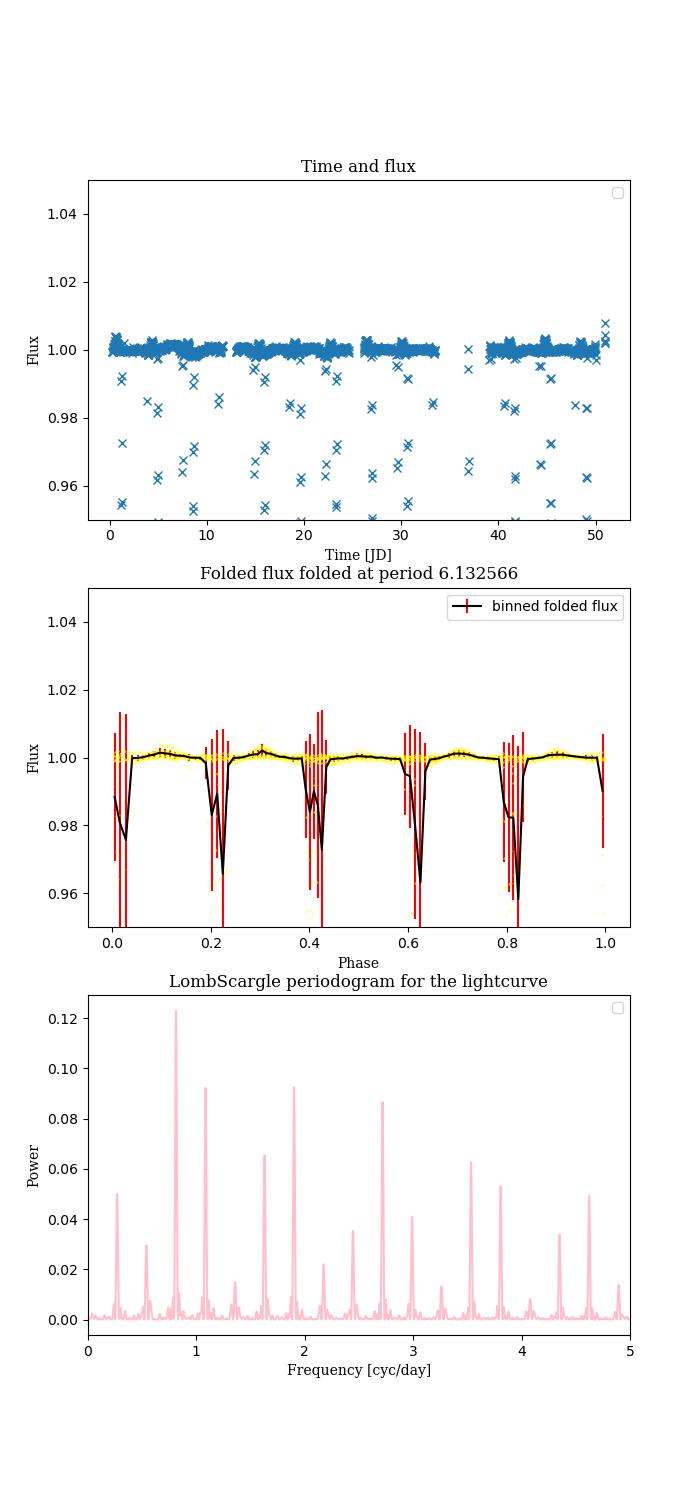 Time and flux
1.04
1.02
1.00
0.98
0.96
Flux
0 10 20 30 40 50
Time [JD]
Folded flux folded at period 6.132566
binned folded flux
1.04
1.02
1.00
0.98
0.96
Flux
0.0 0.2 0.4 0.6 0.8 1.0
Phase
LombScargle periodogram for the lightcurve
0.12
0.10
0.08
0.06
0.04
0.02
0.00
Power
0 1 2 3 4 5
Frequency [cyc/day]